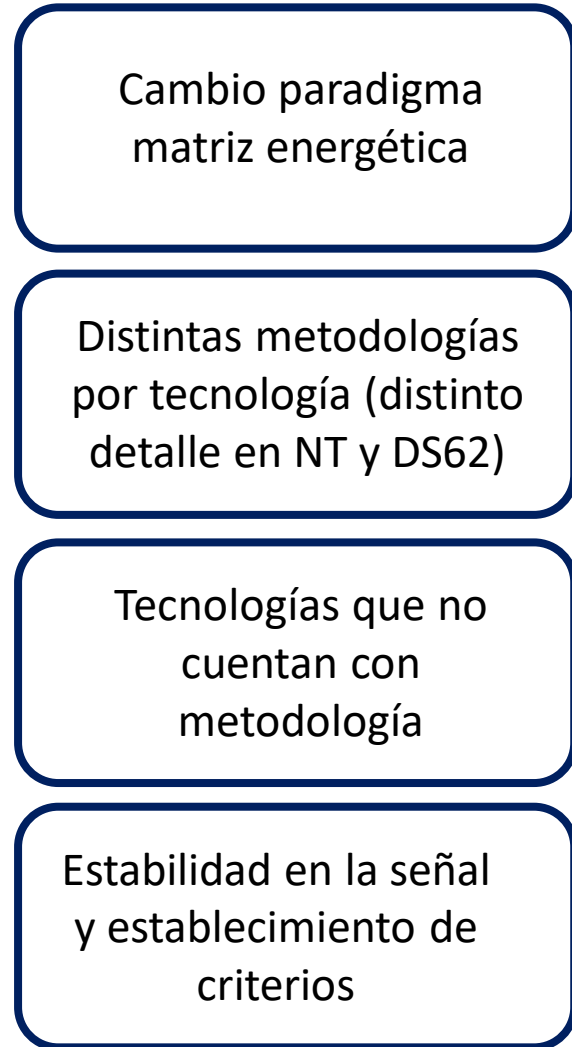 Cambio paradigma
matriz energética
Distintas metodologías
por tecnología (distinto
detalle en NT y DS62)
Tecnologías que no
cuentan con
metodología
Estabilidad en la señal
y establecimiento de
criterios